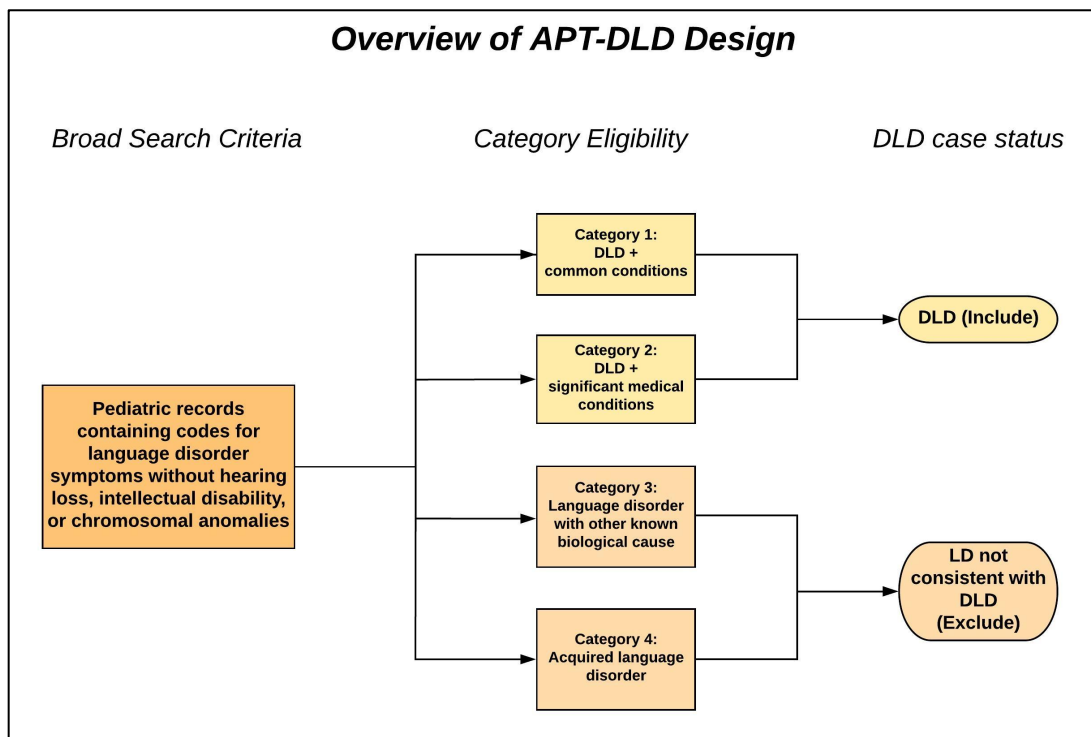 Overview of APT-DLD Design
Broad Search Criteria
Category Eligibility
DLD case status
Pediatric records
containing codes for
language disorder
symptoms without hearing
loss, intellectual disability,
or chromosomal anomalies
Category 1:
DLD +
common conditions
Category 2:
DLD +
significant medical
conditions
Category 3:
Language disorder
with other known
biological cause
Category 4:
Acquired language
disorder
DLD (Include)
LD not
consistent with
DLD
(Exclude)